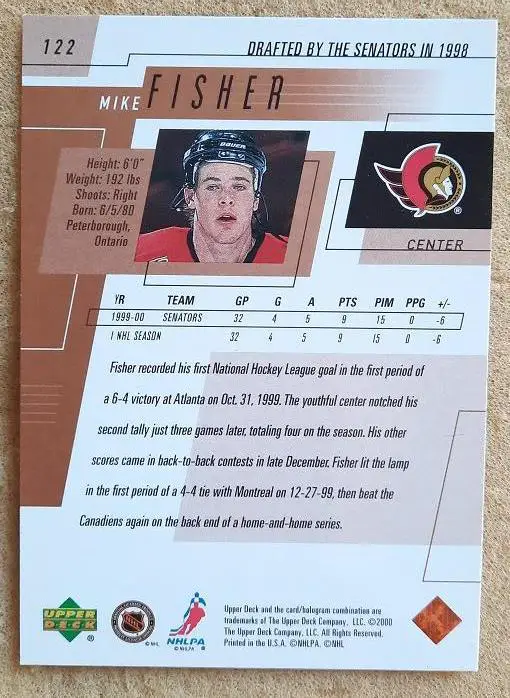 122
DRAFTED BY THE SENATORS IN 1998
MIKE FISHER
BAUER
Height: 6'0"
Weight: 192 lbs
Shoots: Right
Born: 6/5/80
Peterborough,
Ontario
®
CENTER
YR TEAM GP G A PTS PIM PPG +/-
1999-00 SENATORS 32 4 5 9 15 0 -6
1 NHL SEASON 32 4 5 9 15 0 -6
Fisher recorded his first National Hockey League goal in the first period of
a 6-4 victory at Atlanta on Oct. 31, 1999. The youthful center notched his
second tally just three games later, totaling four on the season. His other
scores came in back-to-back contests in late December. Fisher lit the lamp
in the first period of a 4-4 tie with Montreal on 12-27-99, then beat the
Canadiens again on the back end of a home-and-home series.
UPPER
DECK
®
NHL
© NHL
NHLPA
© NHLPA
Upper Deck and the card/hologram combination are
trademarks of The Upper Deck Company, LLC. ©2000
The Upper Deck Company, LLC. All Rights Reserved.
Printed in the U.S.A. ©NHLPA. ©NHL